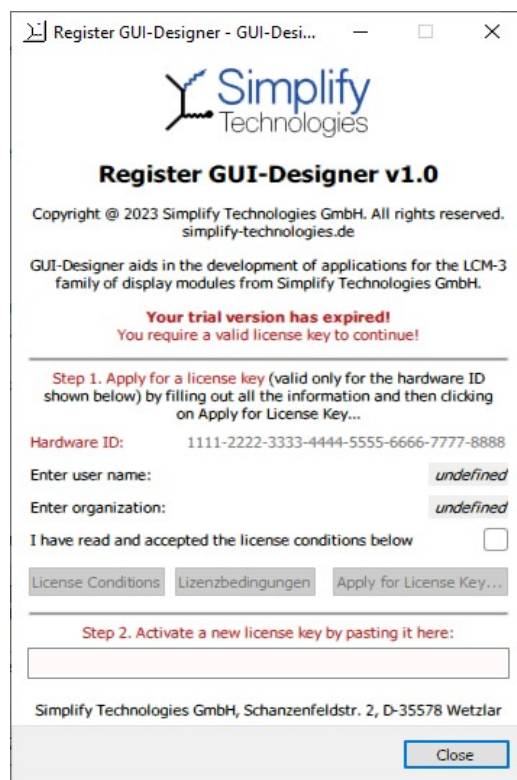 Register GUI-Designer - GUI-Desi...
Simplify
Technologies
Register GUI-Designer v1.0
Copyright @ 2023 Simplify Technologies GmbH. All rights reserved.
simplify-technologies.de
GUI-Designer aids in the development of applications for the LCM-3
family of display modules from Simplify Technologies GmbH.
Your trial version has expired!
You require a valid license key to continue!
Step 1. Apply for a license key (valid only for the hardware ID
shown below) by filling out all the information and then clicking
on Apply for License Key...
Hardware ID: 1111-2222-3333-4444-5555-6666-7777-8888
Enter user name: undefined
Enter organization: undefined
I have read and accepted the license conditions below
License Conditions Lizenzbedingungen Apply for License Key...
Step 2. Activate a new license key by pasting it here:
Simplify Technologies GmbH, Schanzenfeldstr. 2, D-35578 Wetzlar
Close